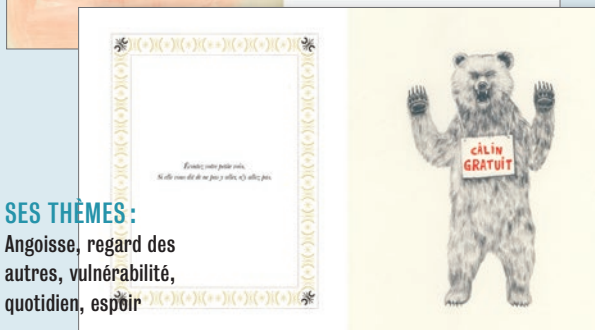 Écoutez votre petite voix.
Si elle vous dit de ne pas y aller, n'y allez pas.
CÂLIN
GRATUIT
SES THÈMES :
Angoisse, regard des
autres, vulnérabilité,
quotidien, espoir